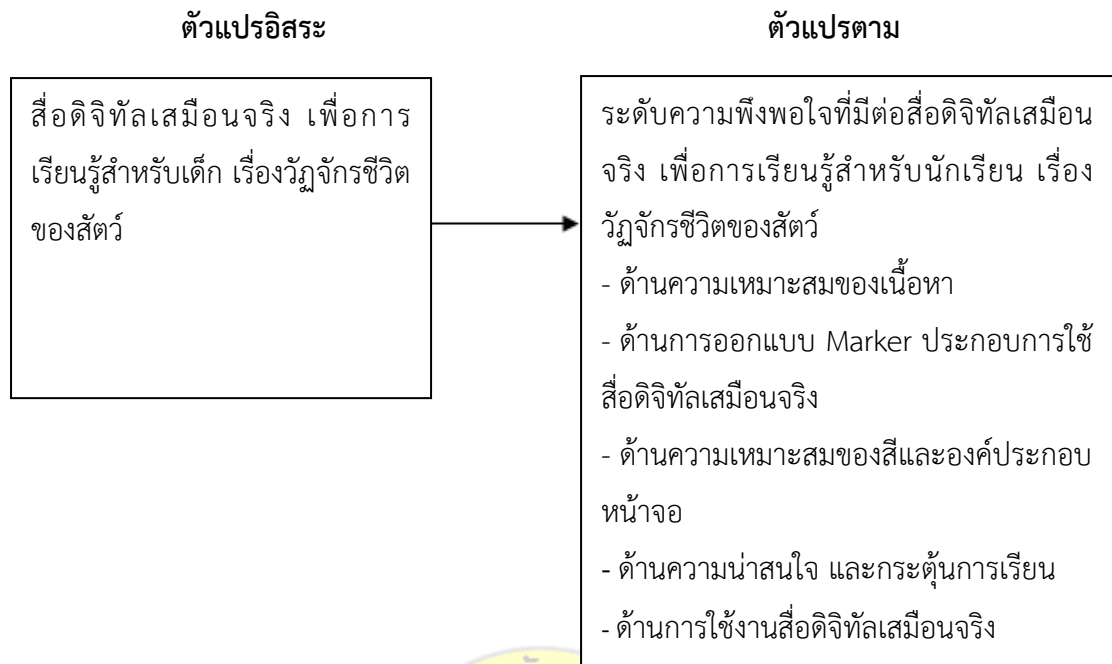 ตัวแปรอิสระ
ตัวแปรตาม
สื่อดิจิทัลเสมือนจริง เพื่อการ
เรียนรู้สำหรับเด็ก เรื่องวัฏจักรชีวิต
ของสัตว์
ระดับความพึงพอใจที่มีต่อสื่อดิจิทัลเสมือน
จริง เพื่อการเรียนรู้สำหรับนักเรียน เรื่อง
วัฏจักรชีวิตของสัตว์
- ด้านความเหมาะสมของเนื้อหา
- ด้านการออกแบบ Marker ประกอบการใช้
สื่อดิจิทัลเสมือนจริง
- ด้านความเหมาะสมของสีและองค์ประกอบ
หน้าจอ
- ด้านความน่าสนใจ และกระตุ้นการเรียน
- ด้านการใช้งานสื่อดิจิทัลเสมือนจริง